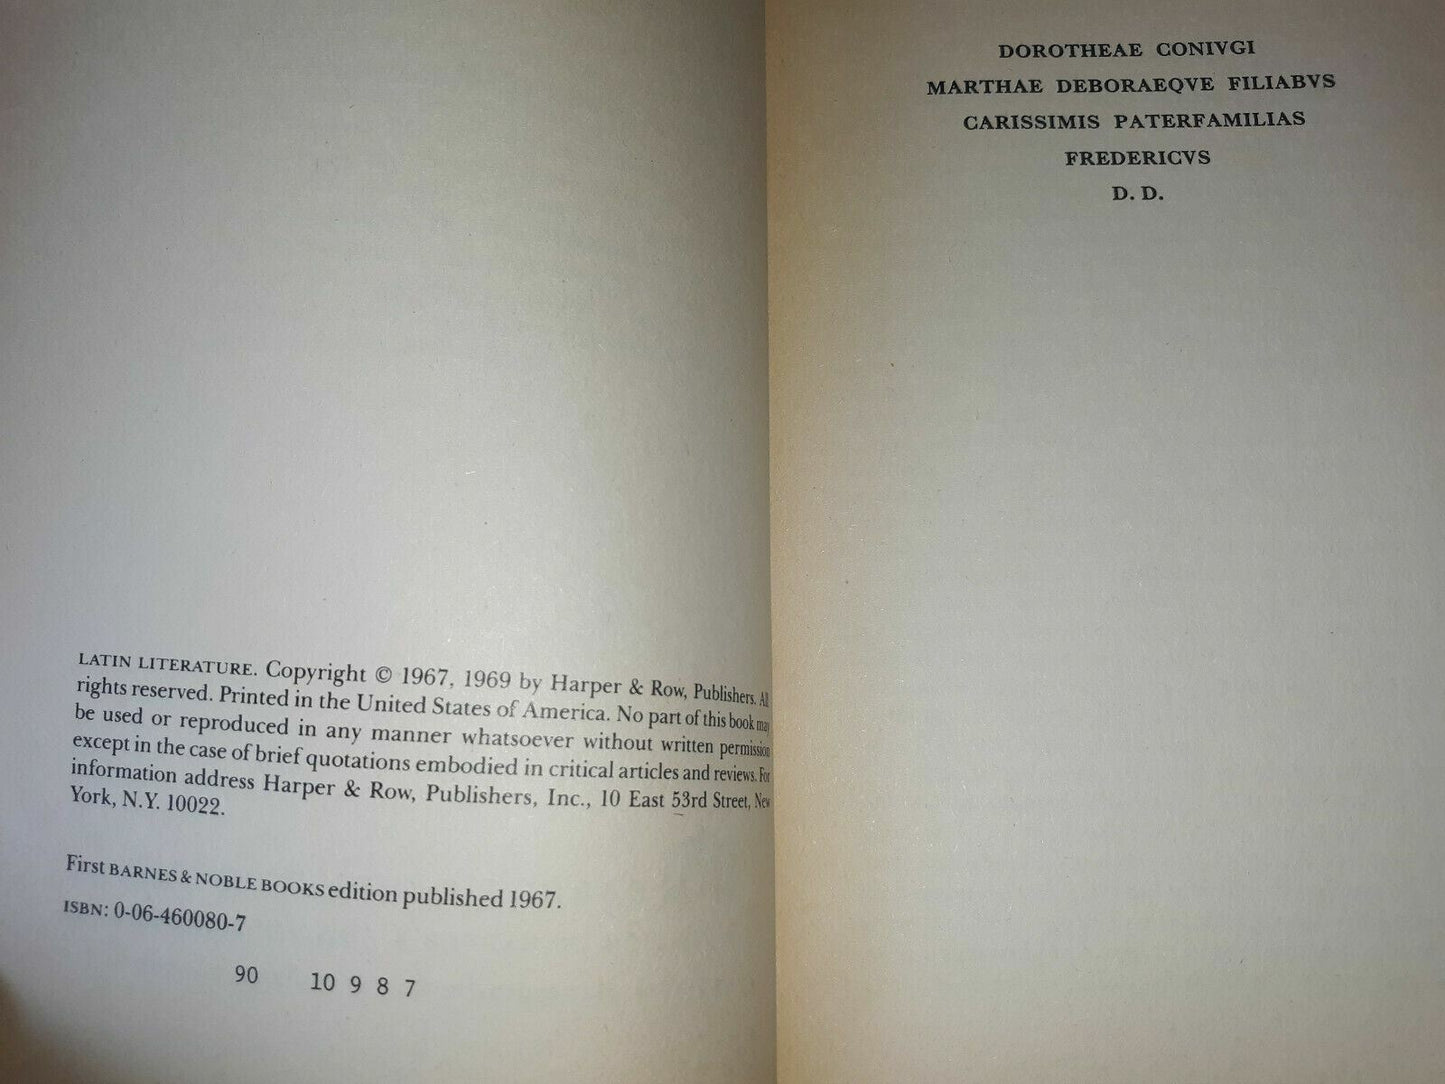 LATIN LITERATURE. Copyright © 1967, 1969 by Harper & Row, Publishers. All
rights reserved. Printed in the United States of America. No part of this book may
be used or reproduced in any manner whatsoever without written permission
except in the case of brief quotations embodied in critical articles and reviews. For
information address Harper & Row, Publishers, Inc., 10 East 53rd Street, New
York, N.Y. 10022.
First BARNES & NOBLE BOOKS edition published 1967.
ISBN: 0-06-460080-7
90 10 9 8 7
DOROTHEAE CONIVGI
MARTHAE DEBORAEQVE FILIABVS
CARISSIMIS PATERFAMILIAS
FREDERICVS
D. D.